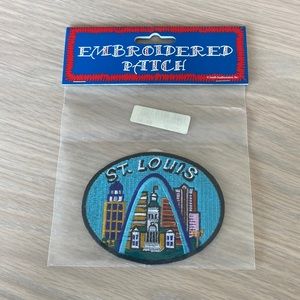 EMBROIDERED
PATCH
ST. LOUIS